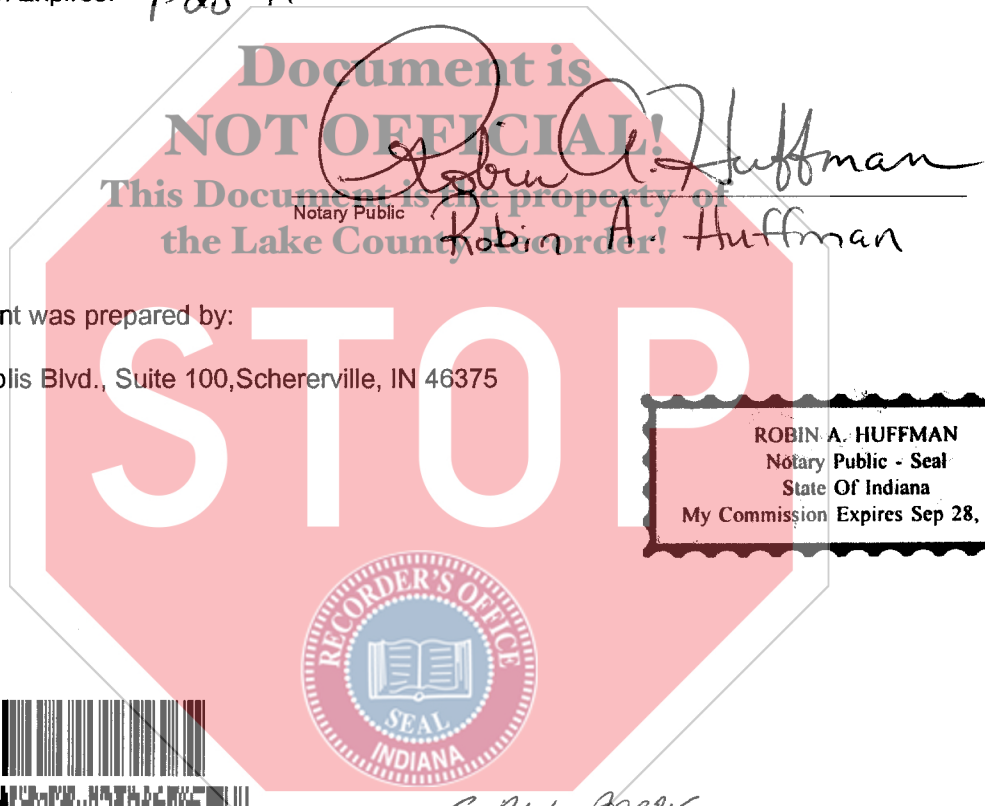 Expires:
Document is
NOT OFFICIAL!
Robin A. Huffman
This Document is the property of
Notary Public
Robin A. Huffman
the Lake County Recorder!
nt was prepared by:
olis Blvd., Suite 100,Schererville, IN 46375
STOP
ROBIN A. HUFFMAN
Notary Public - Seal
State Of Indiana
My Commission Expires Sep 28,
RECORDER'S OFFICE
SEAL
INDIANA